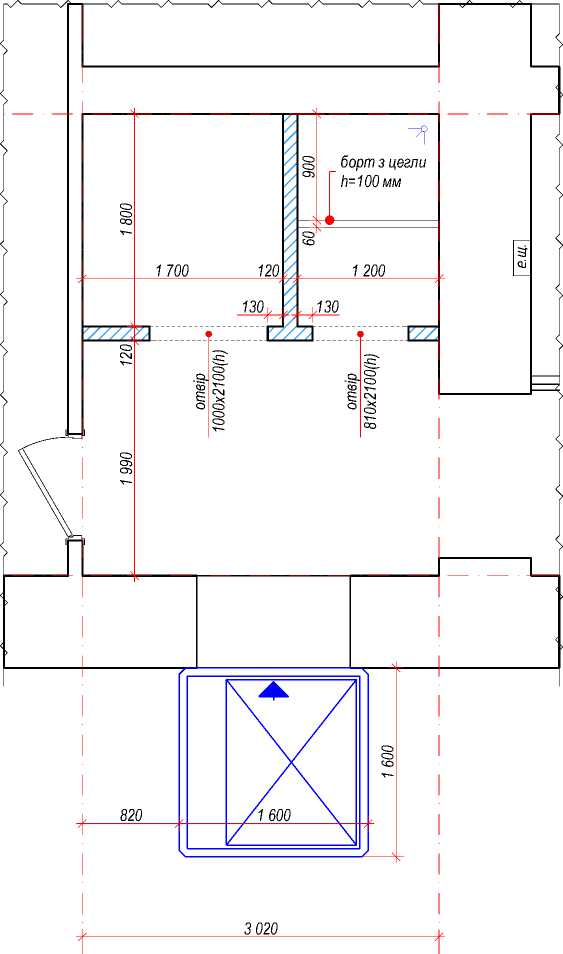 900
борт з цегли
h=100 мм
1 800
60
е.щ.
1 700
120
1 200
130
130
120
отвір
1000x2100(h)
отвір
810x2100(h)
1 990
1 600
820
1 600
3 020